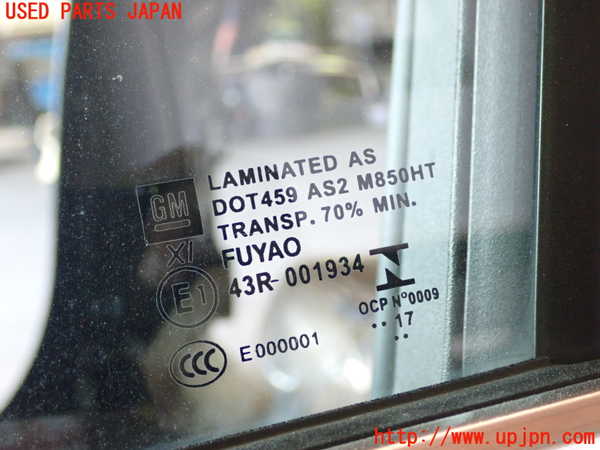 USED PARTS JAPAN
LAMINATED AS
DOT459 AS2 M850HT
TRANSP. 70% MIN.
GM
XI
FUYAO
E1
43R-001934
OCP N°0009
.. 17
..
CCC
E000001
http://www.upjpn.com/